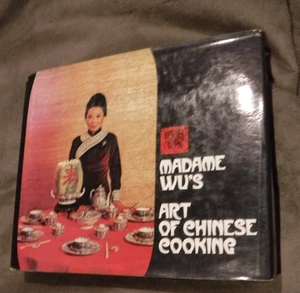 MADAME
WU'S
ART
OF CHINESE
COOKING